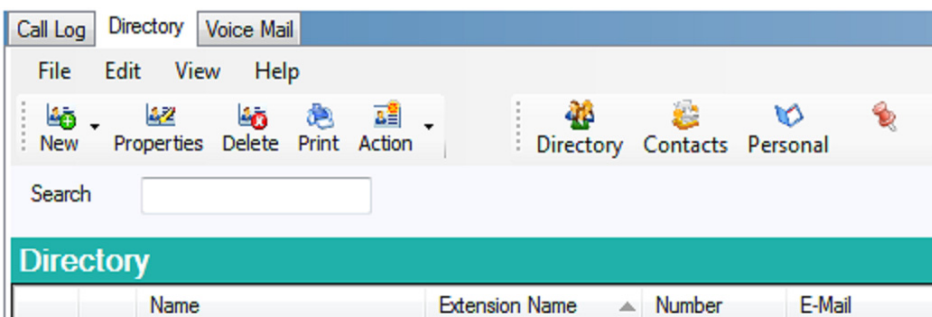 Call Log Directory Voice Mail
File Edit View Help
New Properties Delete Print Action Directory Contacts Personal
Search
Directory
Name Extension Name Number E-Mail